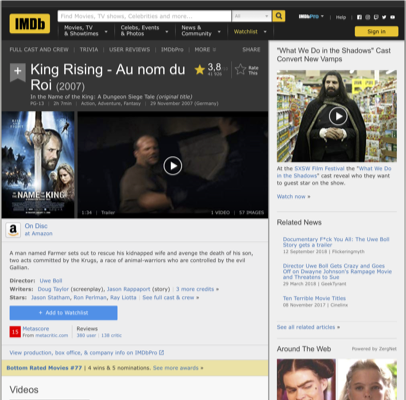 IMDb
Find Movies, TV shows, Celebrities and more...
All
IMDbPro
Help
Movies, TV
& Showtimes
Celebs, Events
& Photos
News &
Community
Watchlist
Sign in
FULL CAST AND CREW | TRIVIA | USER REVIEWS | IMDbPro | MORE
SHARE
King Rising - Au nom du
Roi (2007)
3,8
Rate
This
In the Name of the King: A Dungeon Siege Tale (original title)
PG-13 | 2h 7min | Action, Adventure, Fantasy | 29 November 2007 (Germany)
NAME
KING
1:34 | Trailer
1 VIDEO | 57 IMAGES
On Disc
at Amazon
A man named Farmer sets out to rescue his kidnapped wife and avenge the death of his son,
two acts committed by the Krugs, a race of animal-warriors who are controlled by the evil
Gallian.
Director: Uwe Boll
Writers: Doug Taylor (screenplay), Jason Rappaport (story) | 3 more credits »
Stars: Jason Statham, Ron Perlman, Ray Liotta | See full cast & crew »
+ Add to Watchlist
15
Metascore
From metacritic.com
Reviews
380 user | 139 critic
View production, box office, & company info on IMDbPro
Bottom Rated Movies #77 | 4 wins & 5 nominations. See more awards »
Videos
"What We Do in the Shadows" Cast
Convert New Vamps
At the SXSW Film Festival the "What We Do
in the Shadows" cast reveal who they want
to guest star on the show.
Watch now »
Related News
Documentary F*ck You All: The Uwe Boll
Story gets a trailer
12 September 2018 | Flickeringmyth
Director Uwe Boll Gets Crazy and Goes
Off on Dwayne Johnson's Rampage Movie
and Threatens to Sue
29 March 2018 | GeekTyrant
Ten Terrible Movie Titles
08 November 2017 | Cinelinx
See all related articles »
Around The Web
Powered by ZergNet